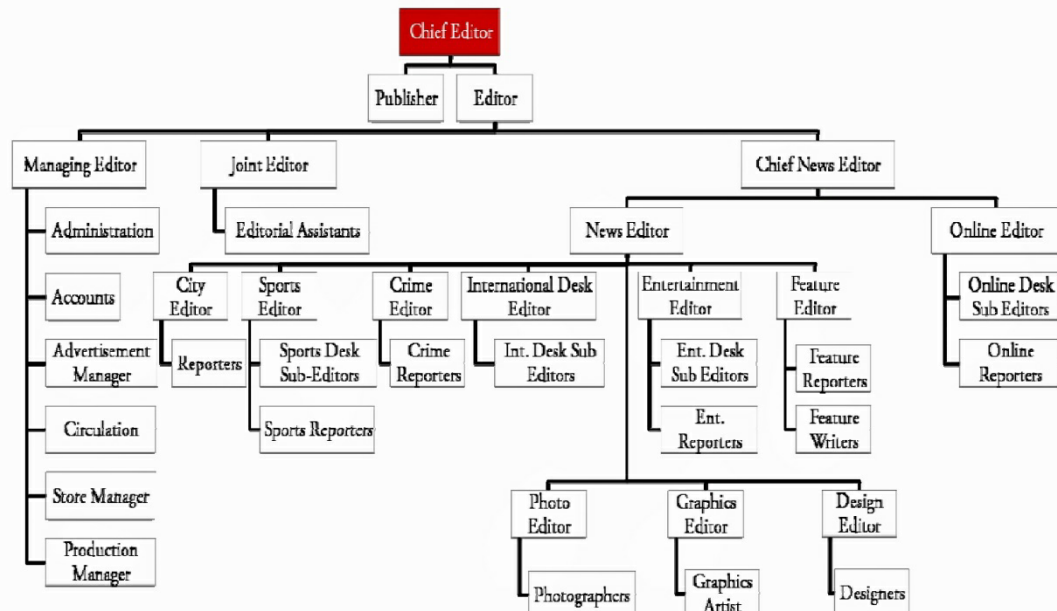 Chief Editor
Publisher
Editor
Managing Editor
Joint Editor
Chief News Editor
Administration
Editorial Assistants
News Editor
Online Editor
Accounts
City
Editor
Sports
Editor
Crime
Editor
International Desk
Editor
Entertainment
Editor
Feature
Editor
Online Desk
Sub Editors
Advertisement
Manager
Reporters
Sports Desk
Sub-Editors
Crime
Reporters
Int. Desk Sub
Editors
Ent. Desk
Sub Editors
Feature
Reporters
Online
Reporters
Circulation
Sports Reporters
Ent.
Reporters
Feature
Writers
Store Manager
Photo
Editor
Graphics
Editor
Design
Editor
Production
Manager
Photographers
Graphics
Artist
Designers